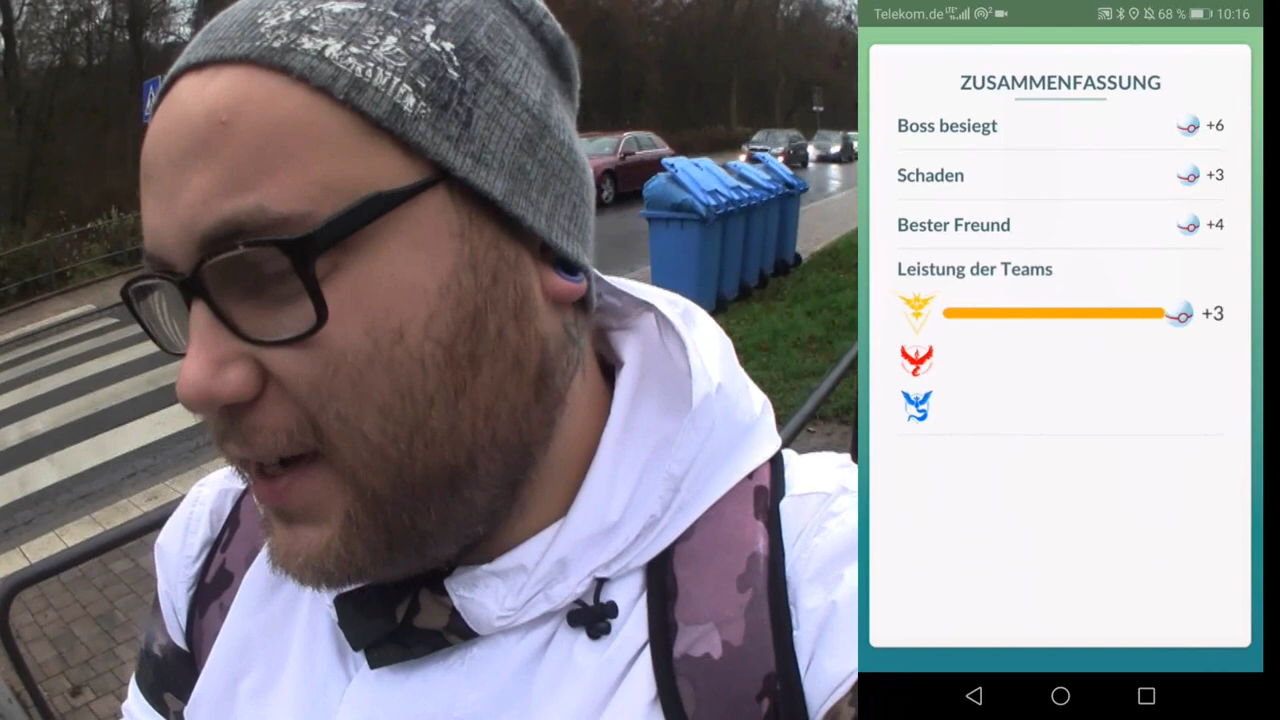 Telekom.de 68 % 10:16
ZUSAMMENFASSUNG
Boss besiegt +6
Schaden +3
Bester Freund +4
Leistung der Teams
+3